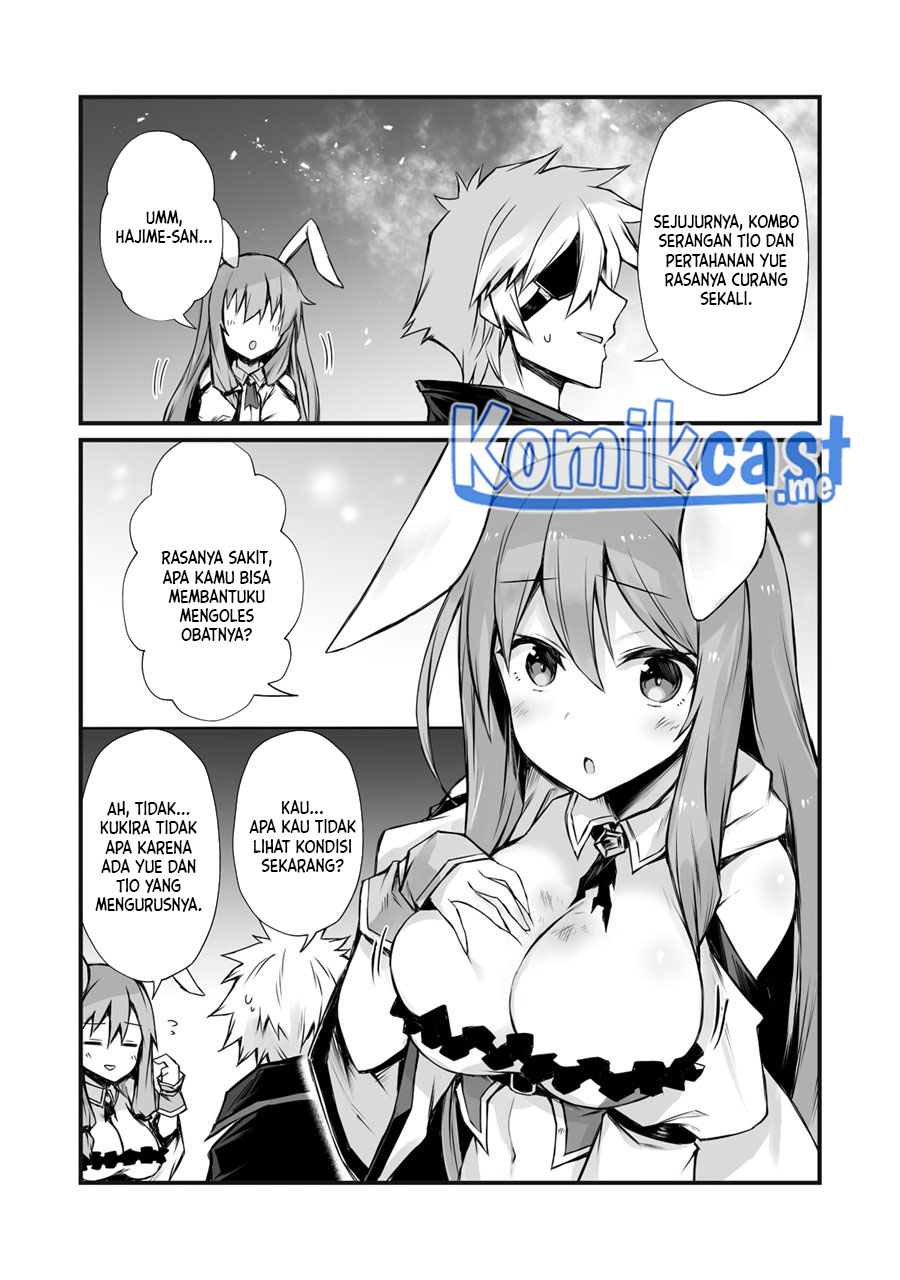 SEJUJURNYA, KOMBO
SERANGAN TIO DAN
PERTAHANAN YUE
RASANYA CURANG
SEKALI.
UMM,
HAJIME-SAN...
Komikcast
.me
RASANYA SAKIT,
APA KAMU BISA
MEMBANTUKU
MENGOLES
OBATNYA?
KAU...
APA KAU TIDAK
LIHAT KONDISI
SEKARANG?
AH, TIDAK...
KUKIRA TIDAK
APA KARENA
ADA YUE DAN
TIO YANG
MENGURUSNYA.